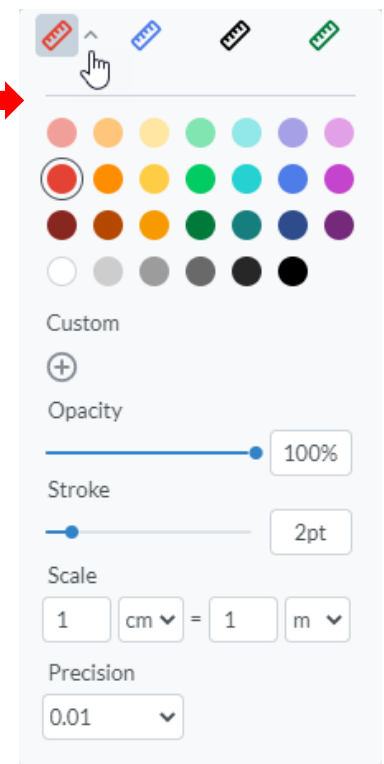 Custom
Opacity
100%
Stroke
2pt
Scale
1 cm = 1 m
Precision
0.01